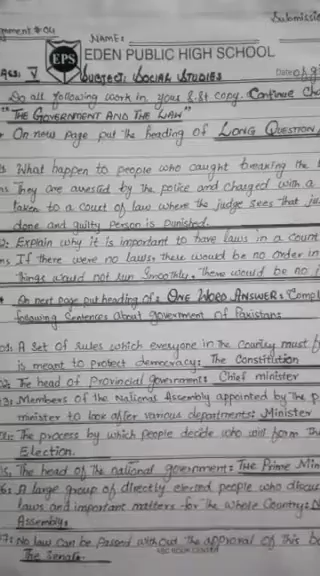 Submissio
gnment # 04
NAME:
EPS EDEN PUBLIC HIGH SCHOOL
ASS: V SUBJECT: SOCIAL STUDIES Date:
Do all following work in your S.St copy. Continue Cha
"THE GOVERNMENT AND THE LAW"
On new page put the heading of LONG QUESTION
What happen to people who caught breaking the
They are arrested by the police and charged with a
taken to a court of law where the judge sees that ju
done and guilty person is punished.
Explain why it is important to have laws in a count
If there were no laws, there would be no order in
things would not run smoothly. There would be no
On next page put heading of: ONE WORD ANSWER: Compl
following Sentences about government of Pakistan:
A set of rules which everyone in the country must f
is meant to protect democracy: The Constitution
The head of Provincial government: Chief minister
3: Members of the National Assembly appointed by the p
minister to look after various departments: Minister
The process by which people decide who will form the
Election.
The head of the national government: The Prime Min
6: A large group of directly elected people who discu
laws and important matters for the whole Country: N
Assembly:
7: No law can be passed without the approval of this b
The Senate.